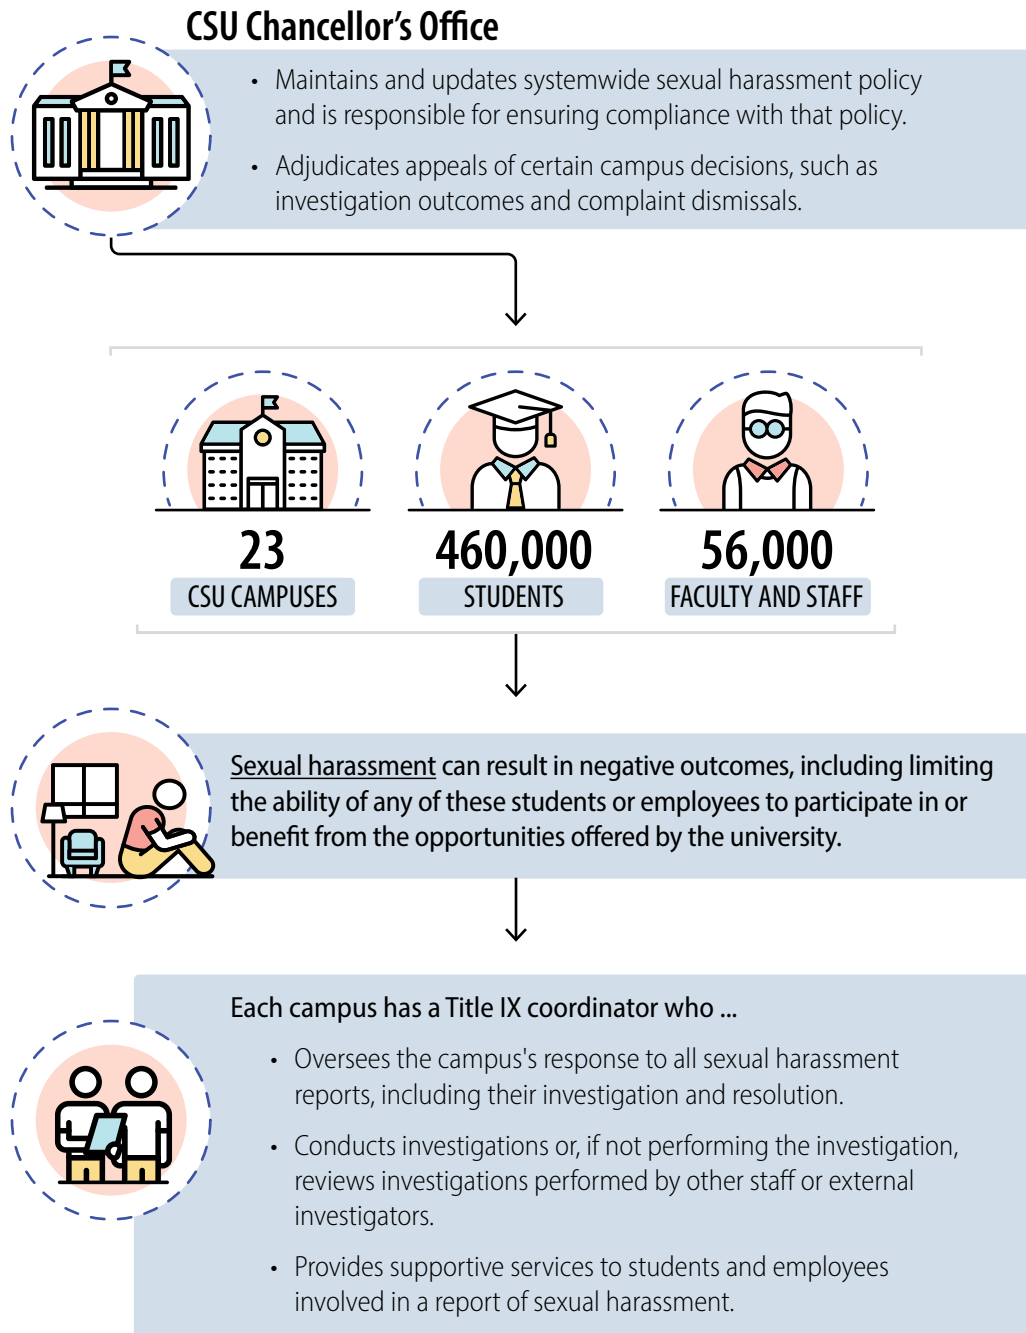 CSU Chancellor’s Office
• Maintains and updates systemwide sexual harassment policy
and is responsible for ensuring compliance with that policy.
• Adjudicates appeals of certain campus decisions, such as
investigation outcomes and complaint dismissals.
23
CSU CAMPUSES
460,000
STUDENTS
56,000
FACULTY AND STAFF
Sexual harassment can result in negative outcomes, including limiting
the ability of any of these students or employees to participate in or
benefit from the opportunities offered by the university.
Each campus has a Title IX coordinator who ...
• Oversees the campus's response to all sexual harassment
reports, including their investigation and resolution.
• Conducts investigations or, if not performing the investigation,
reviews investigations performed by other staff or external
investigators.
• Provides supportive services to students and employees
involved in a report of sexual harassment.